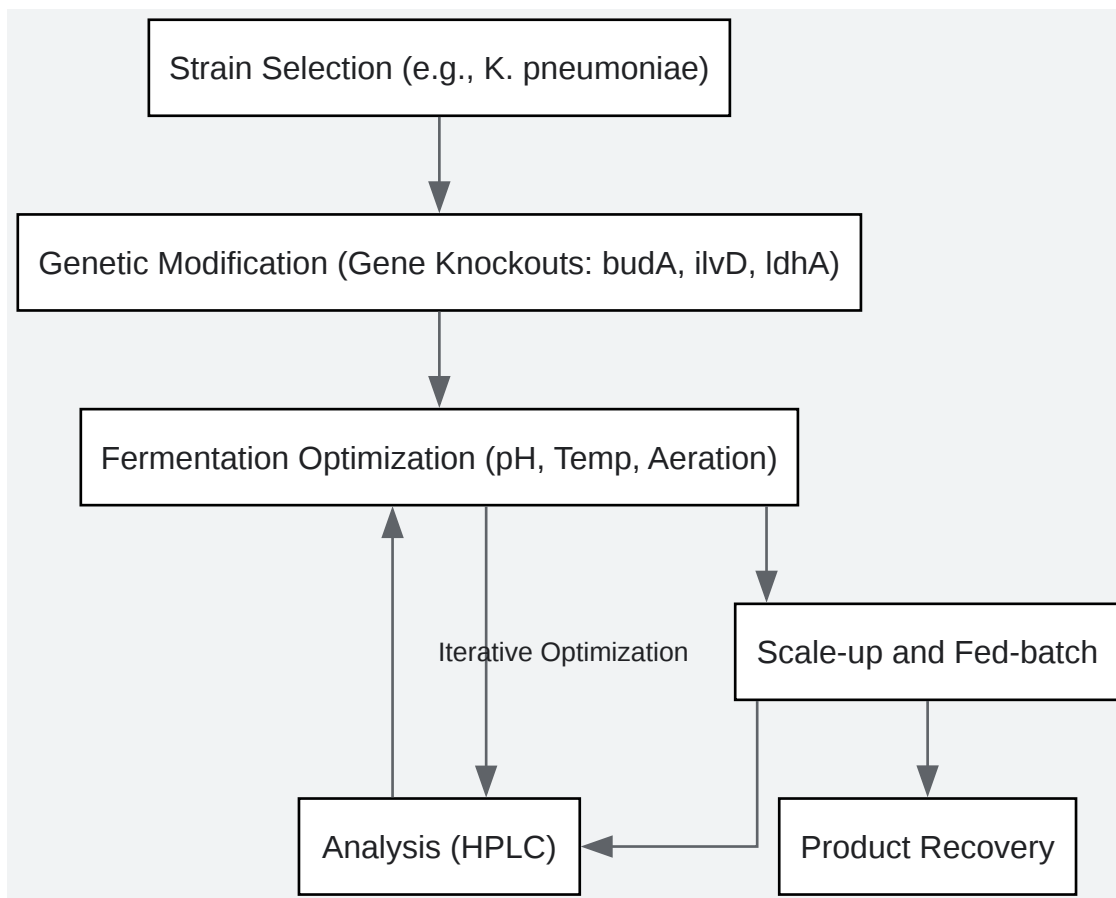 Strain Selection (e.g., K. pneumoniae)
Genetic Modification (Gene Knockouts: budA, ilvD, ldhA)
Fermentation Optimization (pH, Temp, Aeration)
Iterative Optimization
Scale-up and Fed-batch
Analysis (HPLC)
Product Recovery